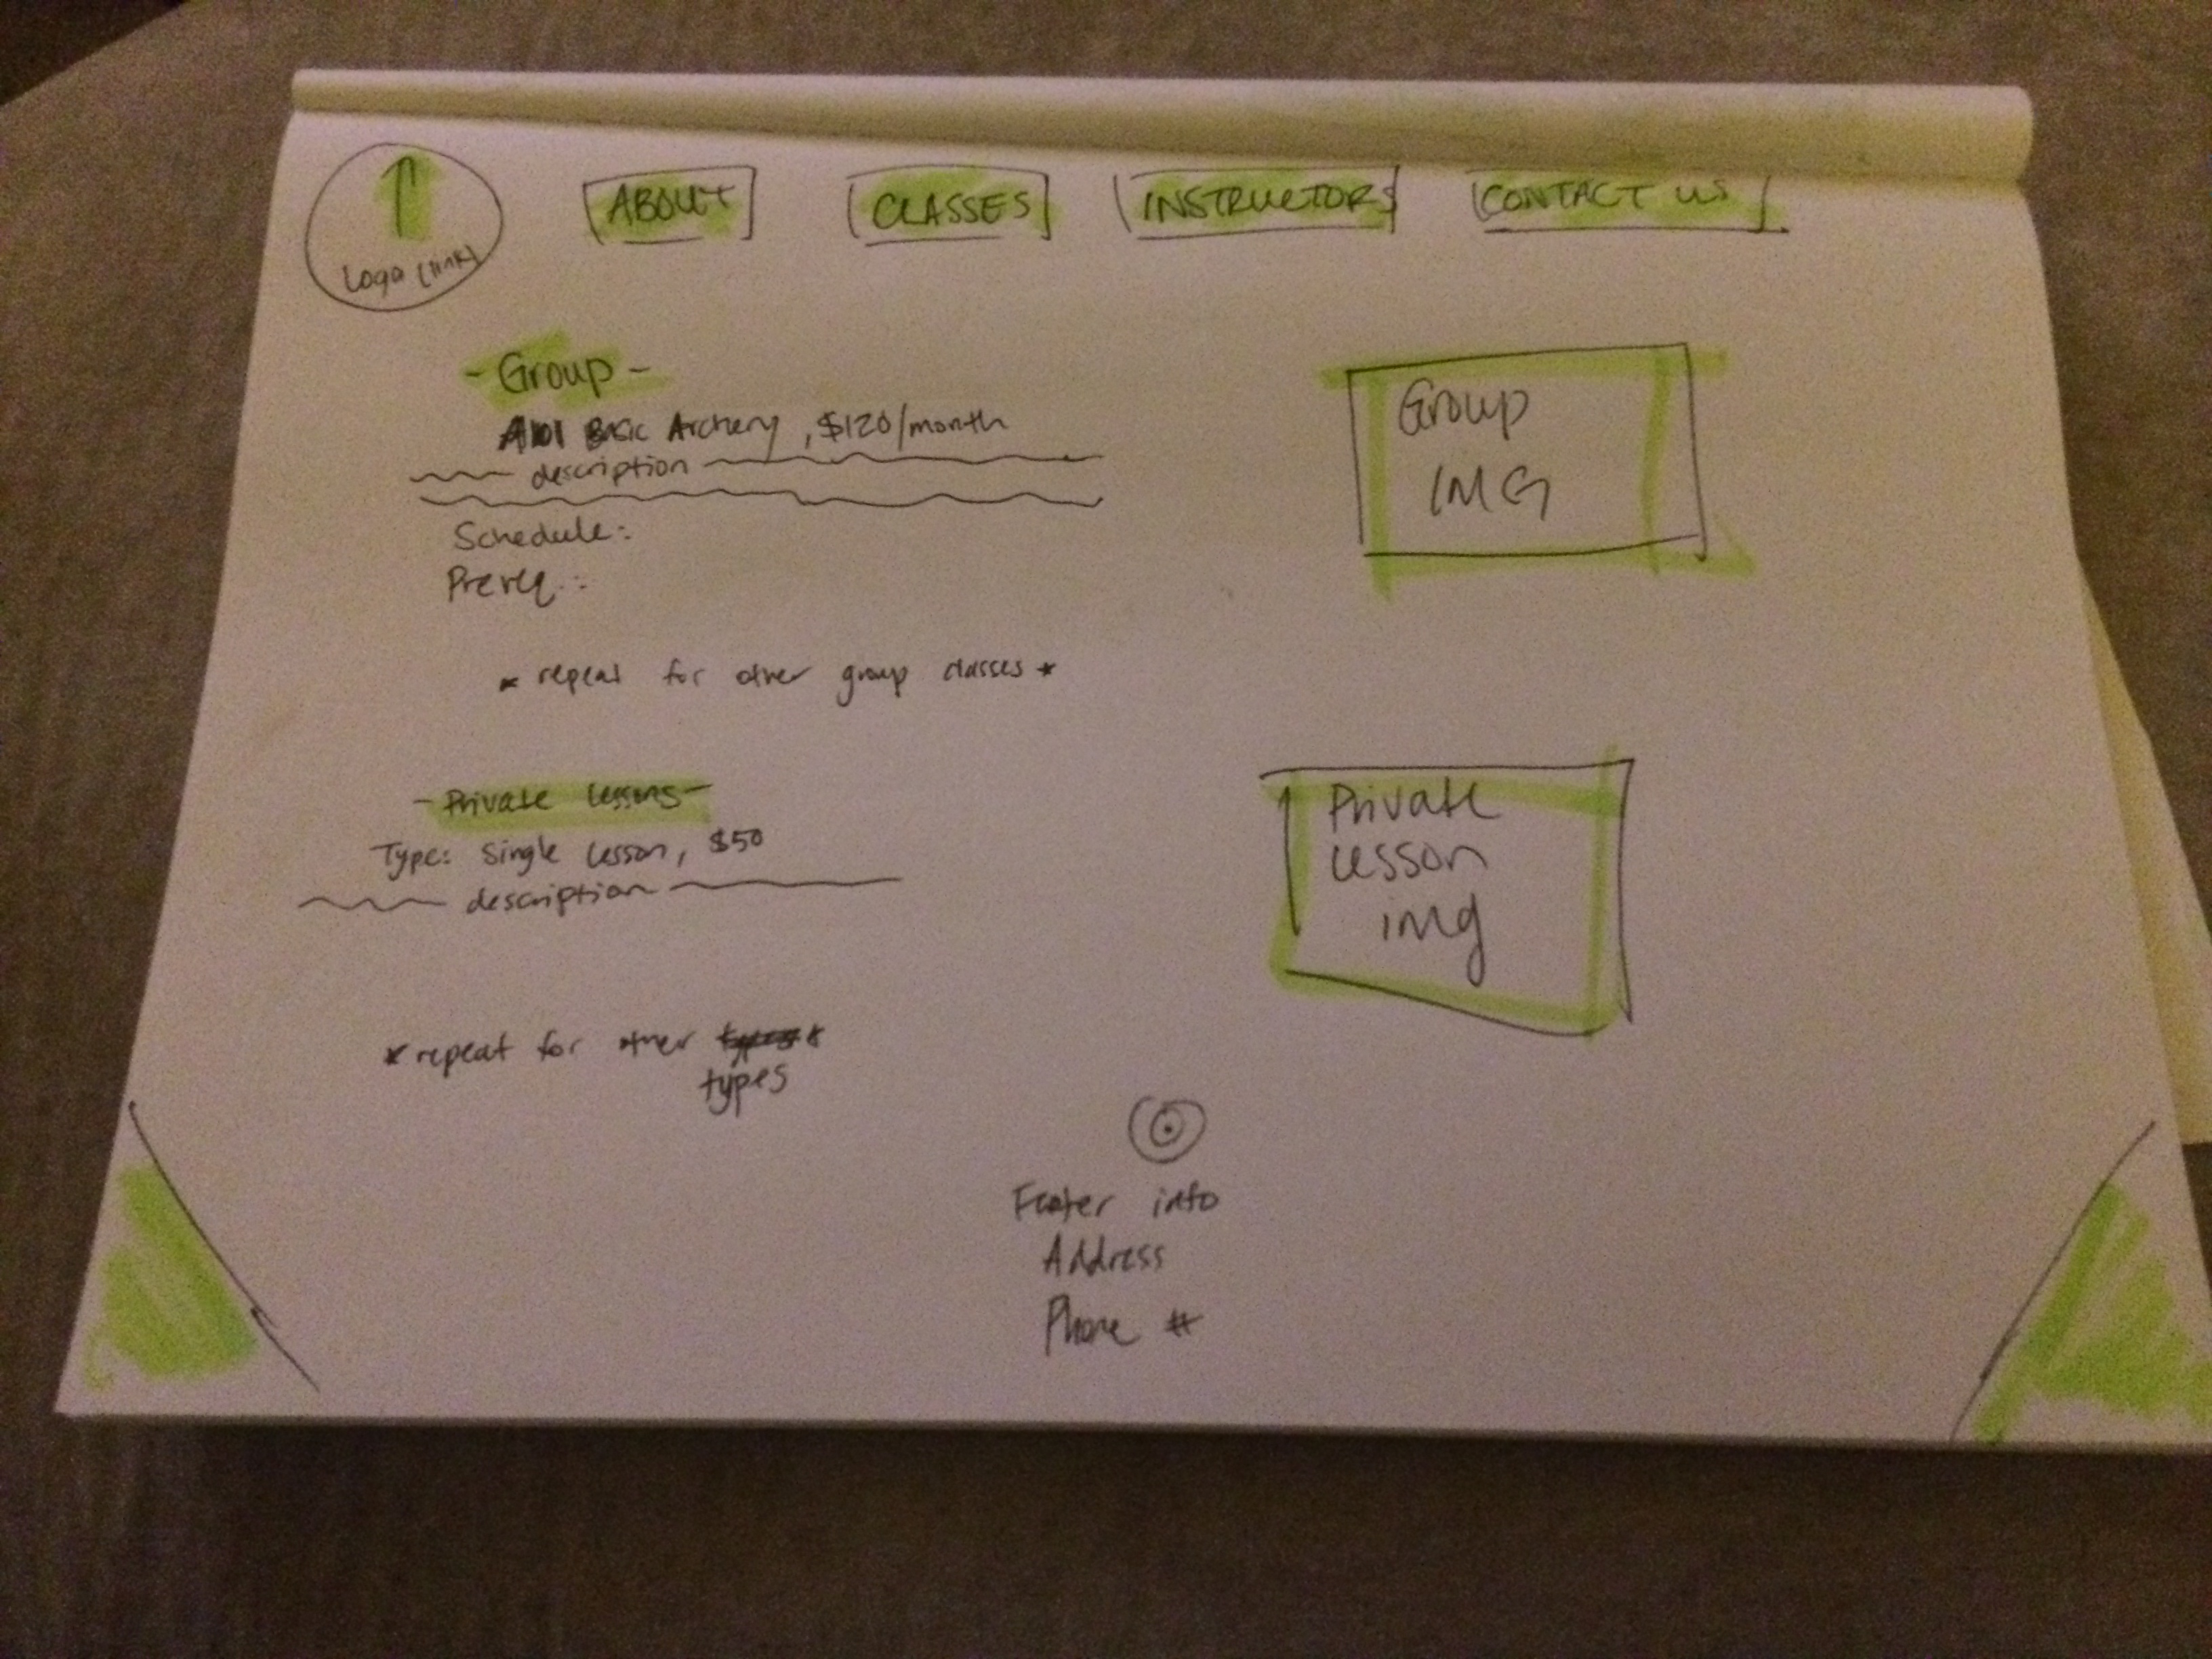 Logo (link)
ABOUT
CLASSES
INSTRUCTORS
CONTACT US
- Group -
A101 Basic Archery, $120/month
description
Schedule:
Prereq.:
* repeat for other group classes *
Group
IMG
- Private lessons -
Type: Single lesson, $50
description
* repeat for other *
types
Private
lesson
img
Footer info
Address
Phone #